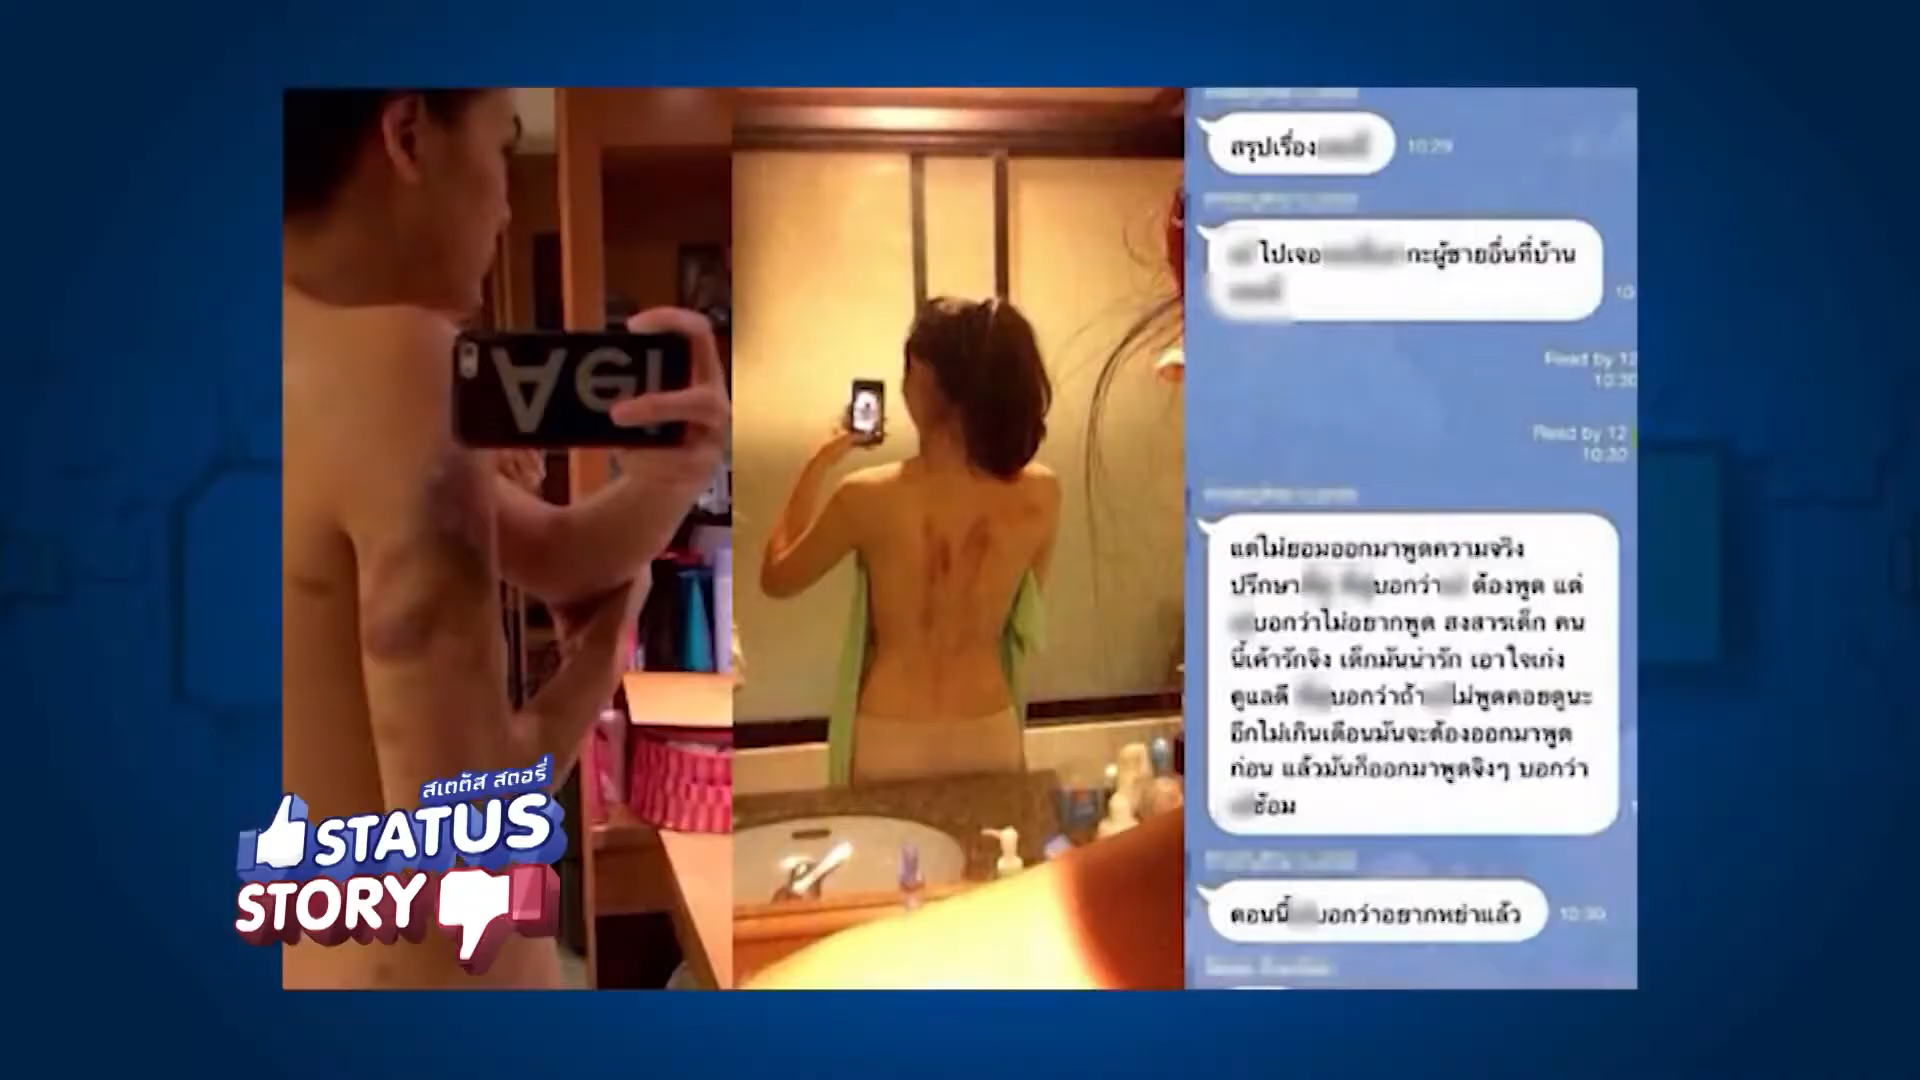 สรุปเรื่อง
10:29
ไปเจอ กะผู้ชายอื่นที่บ้าน
10
Read by 12
10:30
Read by 12
10:30
แต่ไม่ยอมออกมาพูดความจริง
ปรึกษา บอกว่า ต้องพูด แต่
บอกว่าไม่อยากพูด สงสารเด็ก คน
นี้เค้ารักจริง เด็กมันน่ารัก เอาใจเก่ง
ดูแลดี บอกว่าถ้า ไม่พูดคอยดูนะ
อีกไม่เกินเดือนมันจะต้องออกมาพูด
ก่อน แล้วมันก็ออกมาพูดจริงๆ บอกว่า
ซ้อม
ตอนนี้ บอกว่าอยากหย่าแล้ว
10:30
สเตตัส สตอรี่
STATUS
STORY